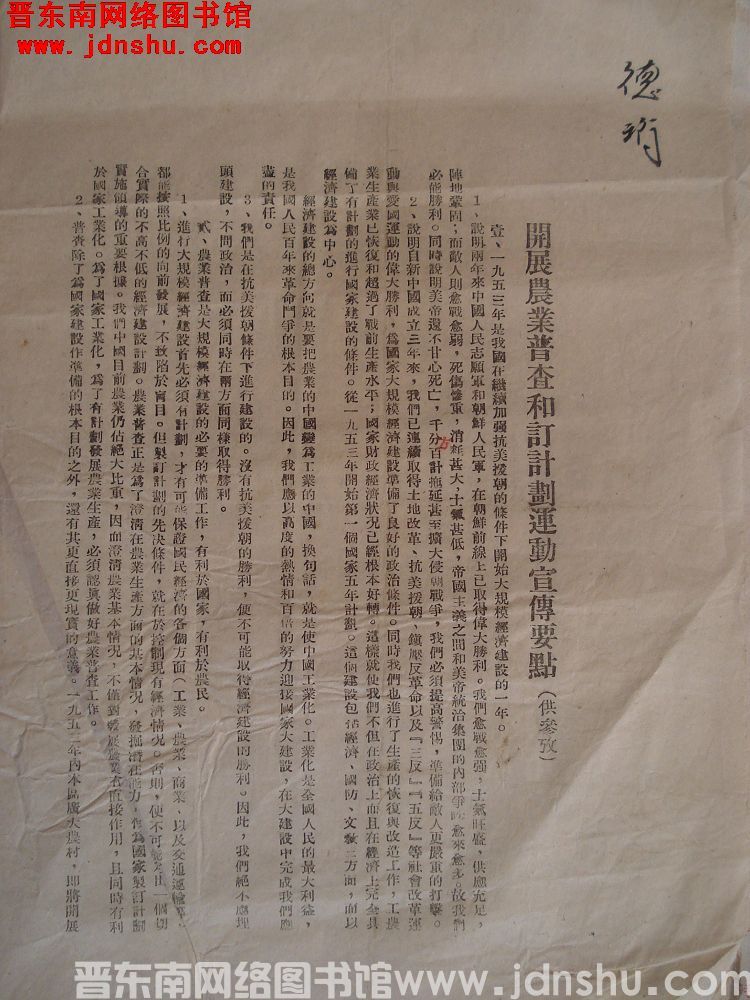 晋东南网络图书馆
www.jdnshu.com
德珩
開展農業普查和訂計劃運動宣傳要點（供參攷）
壹、一九五三年是我國在繼續加强抗美援朝的條件下開始大規模經濟建設的一年。
1、說明兩年來中國人民志願軍和朝鮮人民軍，在朝鮮前線上已取得偉大勝利。我們愈戰愈强，士氣旺盛，供應充足，
陣地鞏固；而敵人則愈戰愈弱，死傷慘重，消耗甚大，士氣甚低，帝國主義之間和美帝統治集團的內部爭吵愈來愈多。故我們
必能勝利。同時說明美帝還不甘心死亡，千分百計拖延甚至擴大侵朝戰爭，我們必須提高警惕，準備給敵人更嚴重的打擊。
2、說明自新中國成立三年來，我們已連續取得土地改革、抗美援朝、鎭壓反革命以及『三反』『五反』等社會改革運
動與愛國運動的偉大勝利，爲國家大規模經濟建設準備了良好的政治條件。同時我們也進行了生產的恢復與改造工作，工農
業生產業已恢復和超過了戰前生產水平；國家財政經濟狀况已經根本好轉。這樣就使我們不但在政治上而且在經濟上完全具
備了有計劃的進行國家建設的條件。從一九五三年開始第一個國家五年計劃。這個建設包括經濟、國防、文敎三方面，而以
經濟建設爲中心。
經濟建設的總方向就是要把農業的中國變爲工業的中國，換句話，就是使中國工業化。工業化是全國人民的最大利益，
是我國人民百年來革命鬥爭的根本目的。因此，我們應以高度的熱情和百倍的努力迎接國家大建設，在大建設中完成我們應
盡的責任。
3、我們是在抗美援朝條件下進行建設的。沒有抗美援朝的勝利，便不可能取得經濟建設的勝利。因此，我們絕不應埋
頭建設，不問政治，而必須同時在兩方面同樣取得勝利。
貳、農業普查是大規模經濟建設的必要的準備工作，有利於國家，有利於農民。
1、進行大規模經濟建設首先必須有計劃，才有可能保證國民經濟的各個方面（工業、農業、商業、以及交通運輸等）
都能按照比例的向前發展，不致陷於盲目。但製訂計劃的先決條件，就在於控制現有經濟情况。否則，便不可能定出一個切
合實際的不高不低的經濟建設計劃。農業普查正是爲了澄清在農業生產方面的基本情况，發掘潛在能力，作爲國家製訂計劃
實施領導的重要根據。我們中國目前農業仍佔絕大比重，因而澄清農業基本情况，不僅對發展農業有直接作用，且同時有利
於國家工業化。爲了國家工業化，爲了有計劃發展農業生產，必須認眞做好農業普查工作。
2、普查除了爲國家建設作準備的根本目的之外，還有其更直接更現實的意義。一九五二年內本區廣大農村，即將開展
晋东南网络图书馆 www.jdnshu.com